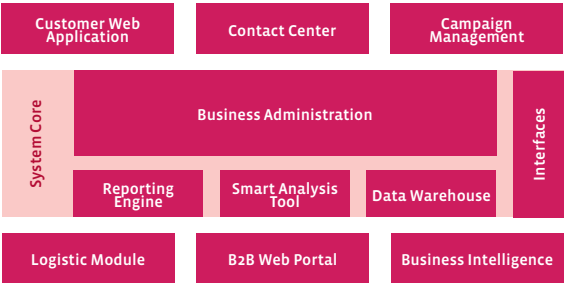 Customer Web
Application
Contact Center
Campaign
Management
System Core
Business Administration
Interfaces
Reporting
Engine
Smart Analysis
Tool
Data Warehouse
Logistic Module
B2B Web Portal
Business Intelligence